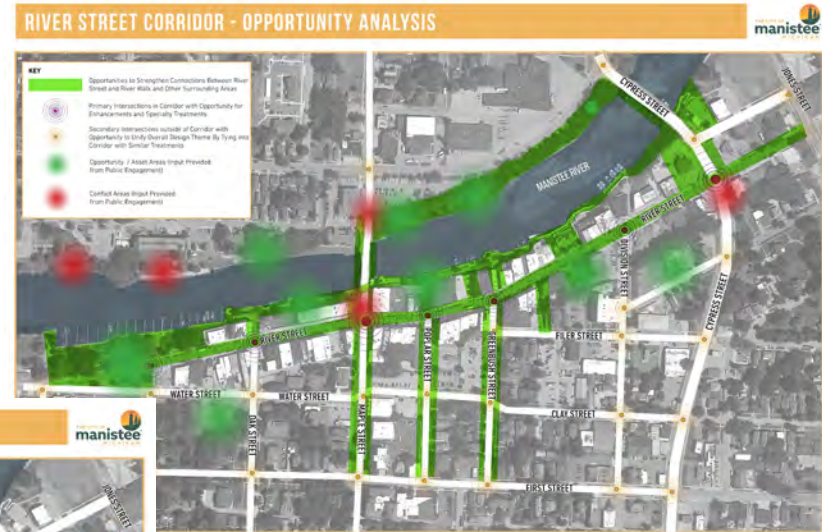 RIVER STREET CORRIDOR - OPPORTUNITY ANALYSIS
manistee
KEY
Opportunities to Strengthen Connections Between River
Street and River Walks and Other Surrounding Areas
Primary Intersections in Corridor with Opportunity for
Enhancements and Specialty Treatments
Secondary Intersections outside of Corridor with
Opportunity to Unify Overall Design Theme By Tying into
Corridor with Similar Treatments
Opportunity / Asset Areas (Input Provided
from Public Engagement)
Conflict Areas (Input Provided
from Public Engagement)
CYPRESS STREET
JONES STREET
MANISTEE RIVER
RIVER STREET
DIVISION STREET
CYPRESS STREET
RIVER STREET
POPLAR STREET
GREENBUSH STREET
FILER STREET
WATER STREET
WATER STREET
OAK STREET
MAPLE STREET
CLAY STREET
FIRST STREET
manistee
JONES STREET